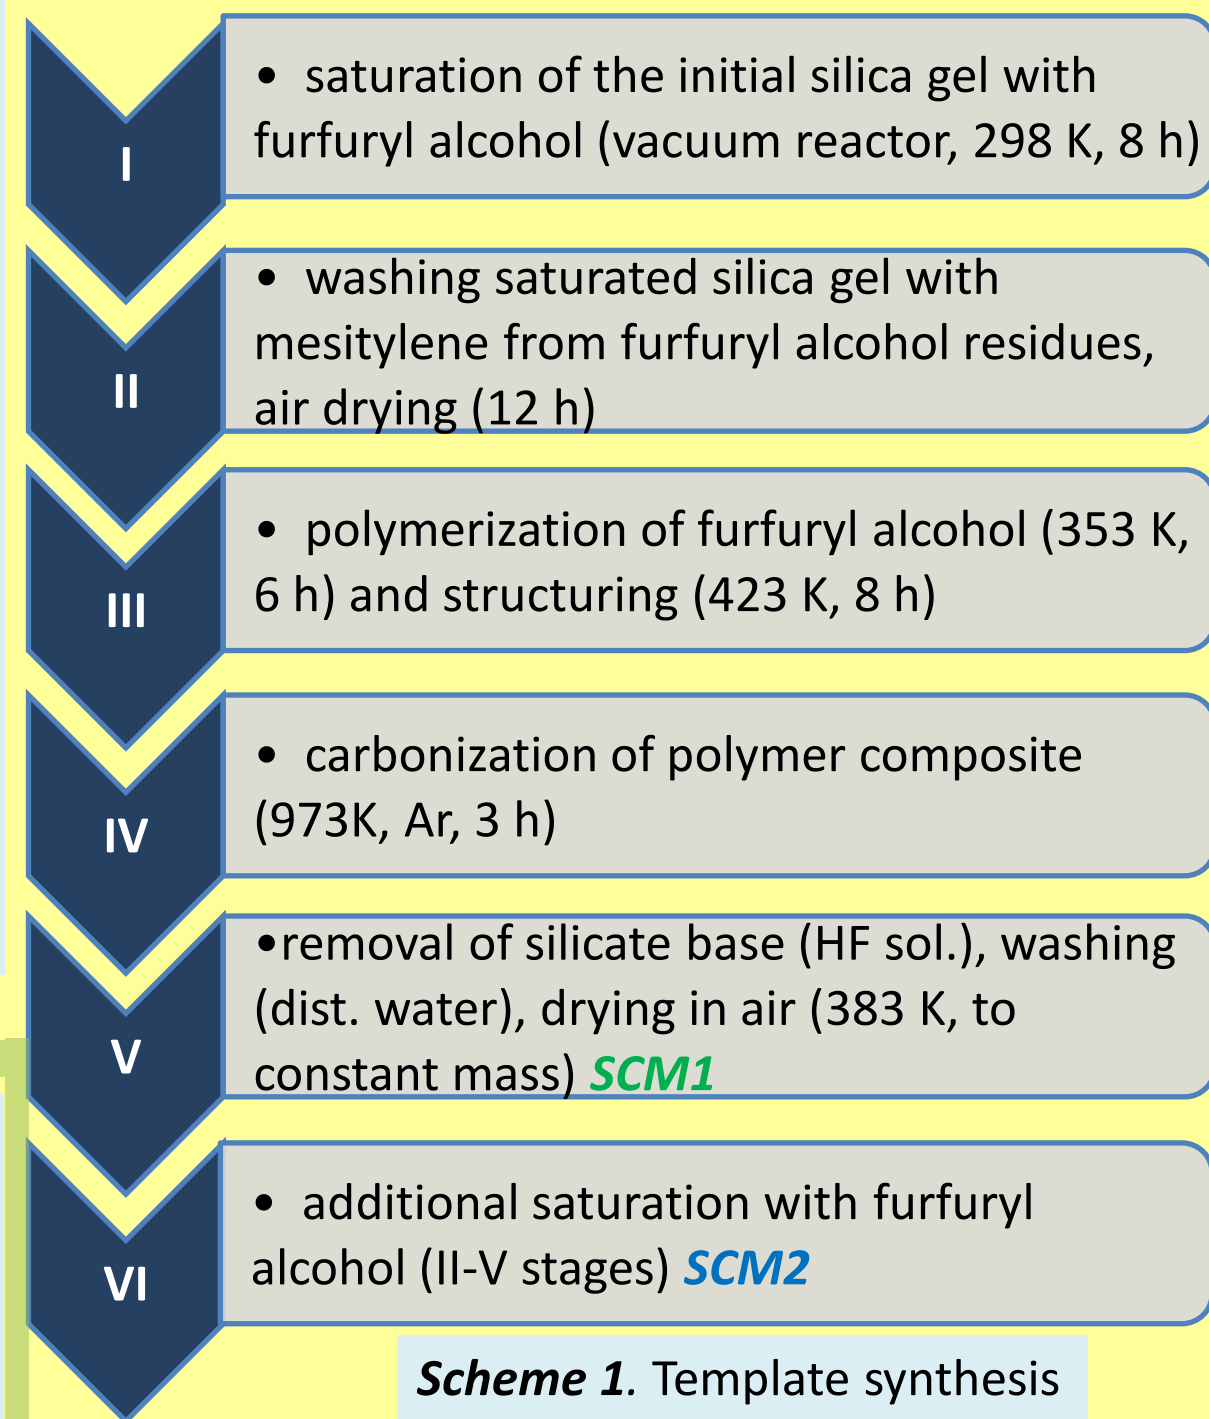 I
• saturation of the initial silica gel with
furfuryl alcohol (vacuum reactor, 298 K, 8 h)
II
• washing saturated silica gel with
mesitylene from furfuryl alcohol residues,
air drying (12 h)
III
• polymerization of furfuryl alcohol (353 K,
6 h) and structuring (423 K, 8 h)
IV
• carbonization of polymer composite
(973K, Ar, 3 h)
V
•removal of silicate base (HF sol.), washing
(dist. water), drying in air (383 K, to
constant mass) SCM1
VI
• additional saturation with furfuryl
alcohol (II-V stages) SCM2
Scheme 1. Template synthesis